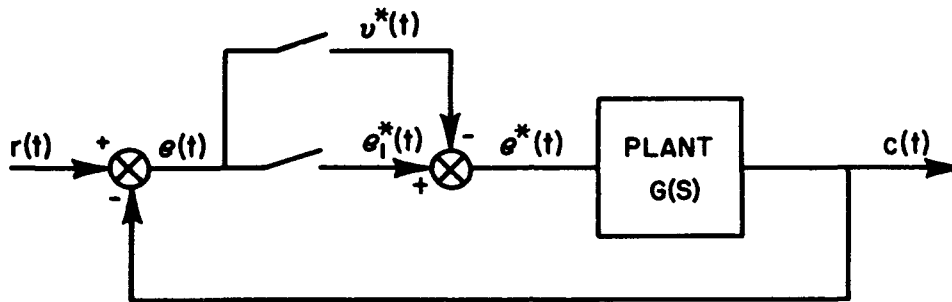 υ*(t)
r(t)
+
e(t)
e₁*(t)
-
e*(t)
PLANT
G(S)
c(t)
-
+